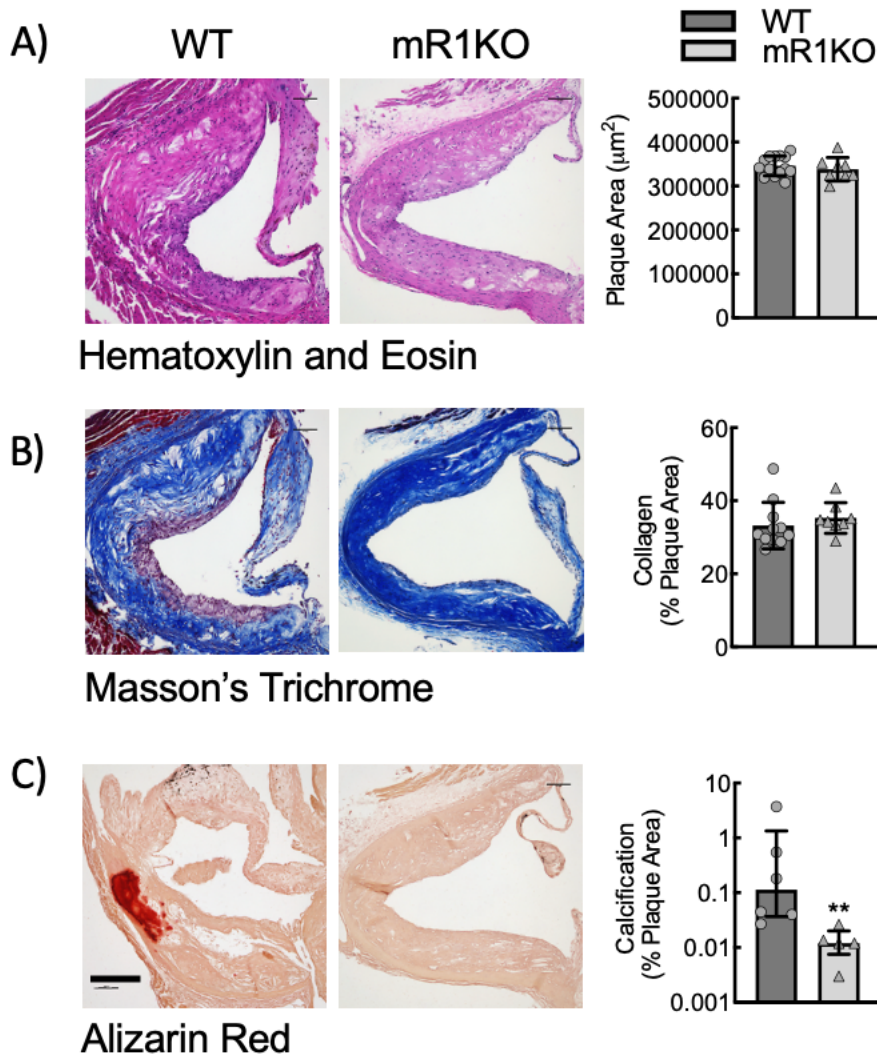 A)
WT
mR1KO
WT
mR1KO
Plaque Area (μm²)
500000
400000
300000
200000
100000
0
Hematoxylin and Eosin
B)
Collagen
(% Plaque Area)
60
40
20
0
Masson's Trichrome
C)
Calcification
(% Plaque Area)
10
1
0.1
0.01
0.001
**
Alizarin Red